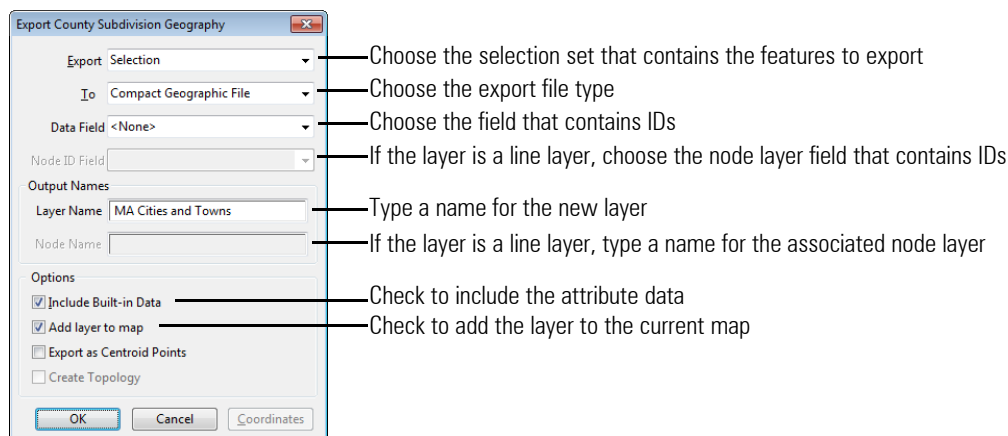 Export County Subdivision Geography
Export Selection
Choose the selection set that contains the features to export
To Compact Geographic File
Choose the export file type
Data Field <None>
Choose the field that contains IDs
Node ID Field
If the layer is a line layer, choose the node layer field that contains IDs
Output Names
Layer Name MA Cities and Towns
Type a name for the new layer
Node Name
If the layer is a line layer, type a name for the associated node layer
Options
Include Built-in Data
Check to include the attribute data
Add layer to map
Check to add the layer to the current map
Export as Centroid Points
Create Topology
OK Cancel Coordinates